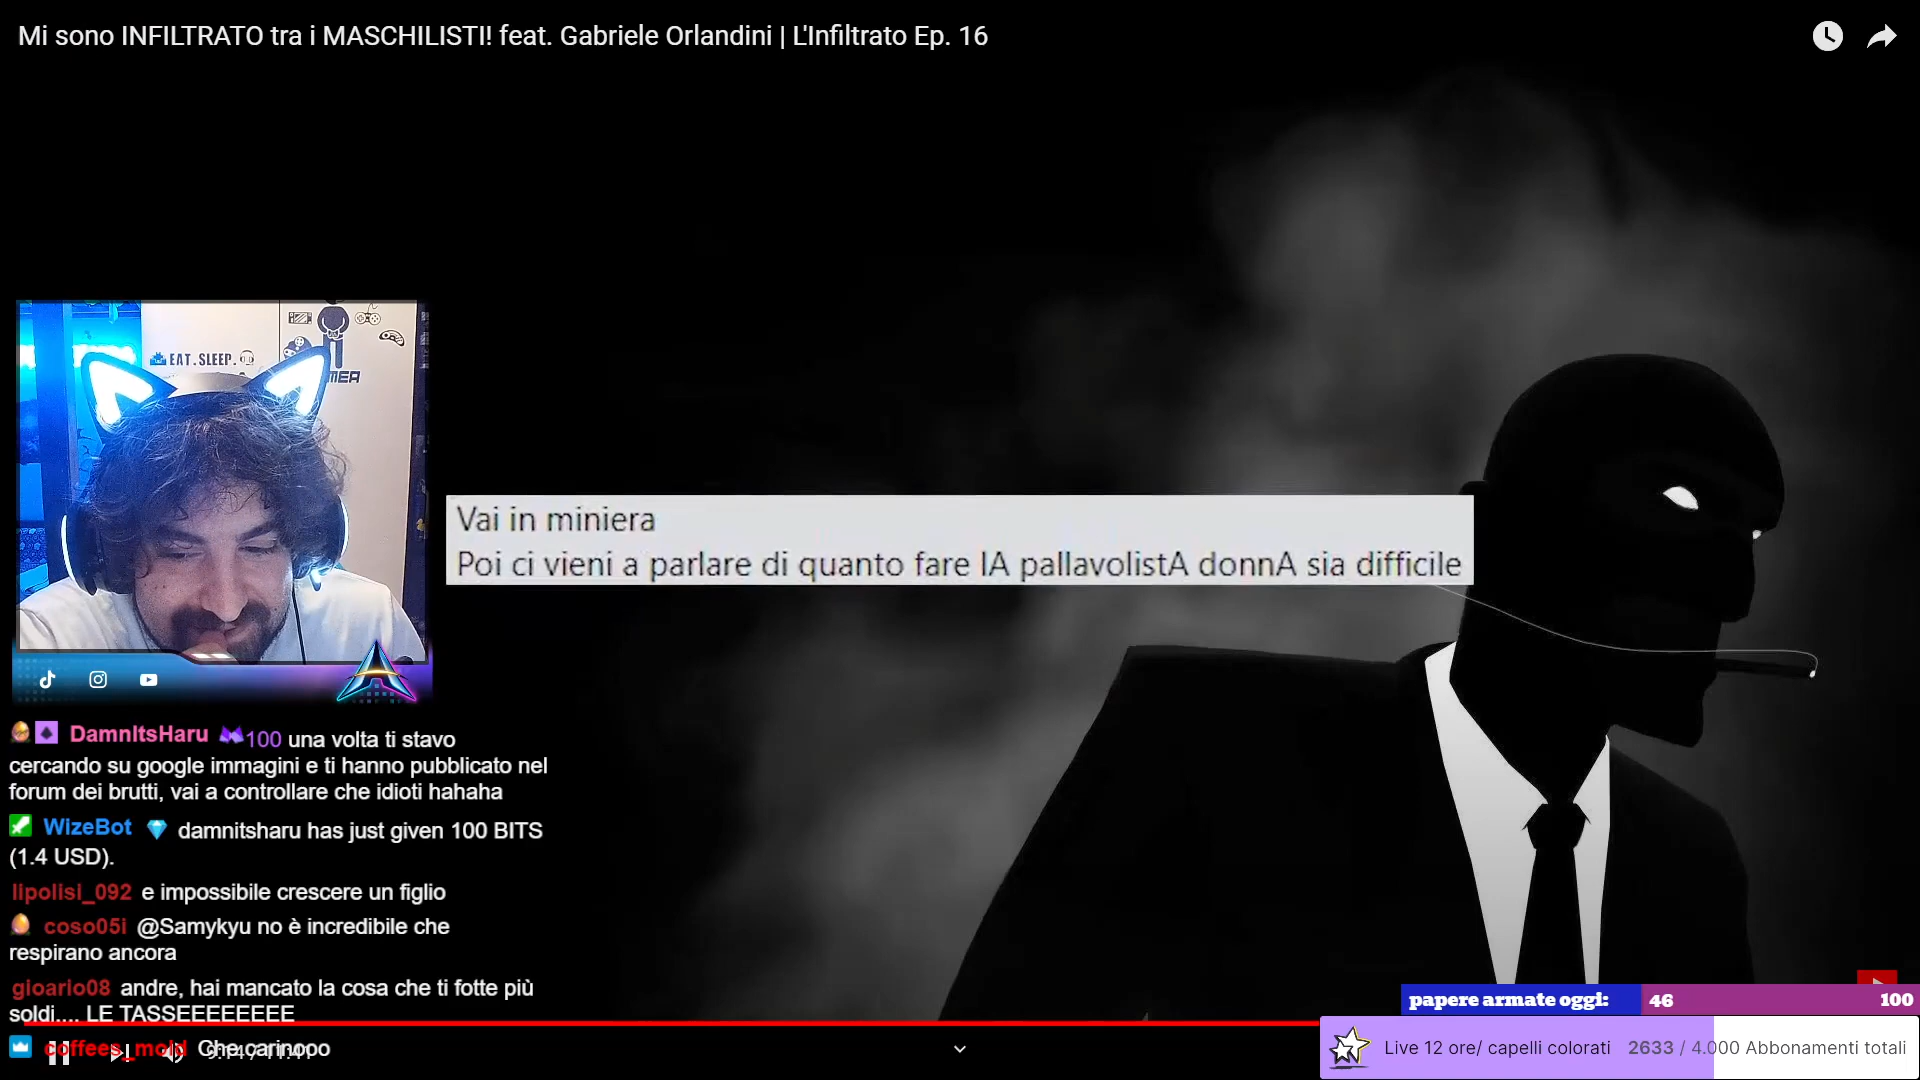 Mi sono INFILTRATO tra i MASCHILISTI! feat. Gabriele Orlandini | L'Infiltrato Ep. 16
EAT.SLEEP.
Vai in miniera
Poi ci vieni a parlare di quanto fare lA pallavolistA donnA sia difficile
DamnItsHaru 100 una volta ti stavo
cercando su google immagini e ti hanno pubblicato nel
forum dei brutti, vai a controllare che idioti hahaha
WizeBot damnitsharu has just given 100 BITS
(1.4 USD).
lipolisi_092 e impossibile crescere un figlio
coso05i @Samykyu no è incredibile che
respirano ancora
gioario08 andre, hai mancato la cosa che ti fotte più
soldi.... LE TASSEEEEEEEE
coffees_mold Che carinooo
papere armate oggi: 46 100
Live 12 ore/ capelli colorati 2633 / 4.000 Abbonamenti totali